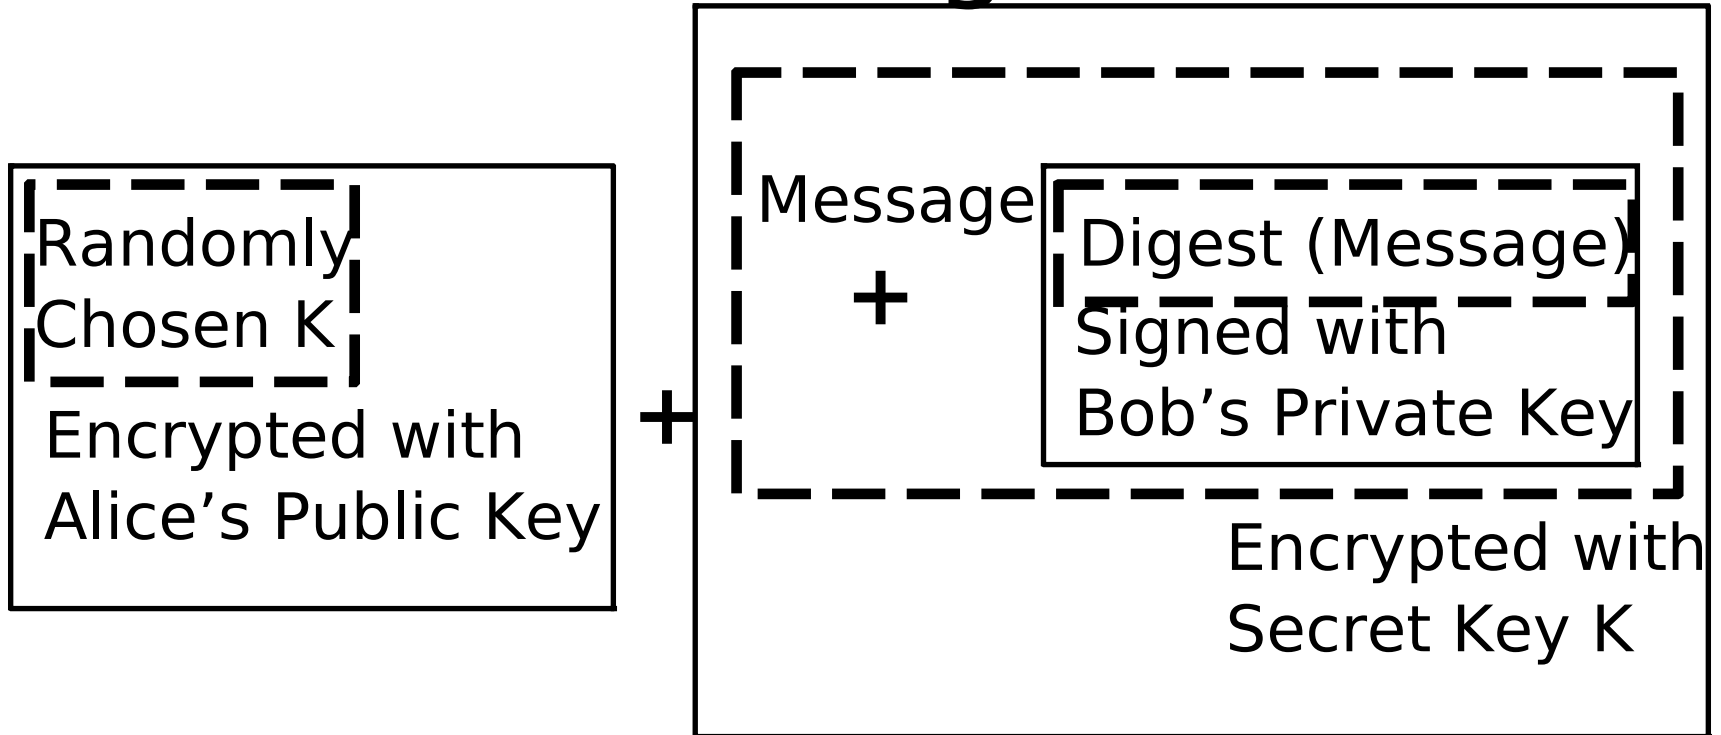 Randomly
Chosen K
Encrypted with
Alice’s Public Key
+
Message
+
Digest (Message)
Signed with
Bob’s Private Key
Encrypted with
Secret Key K